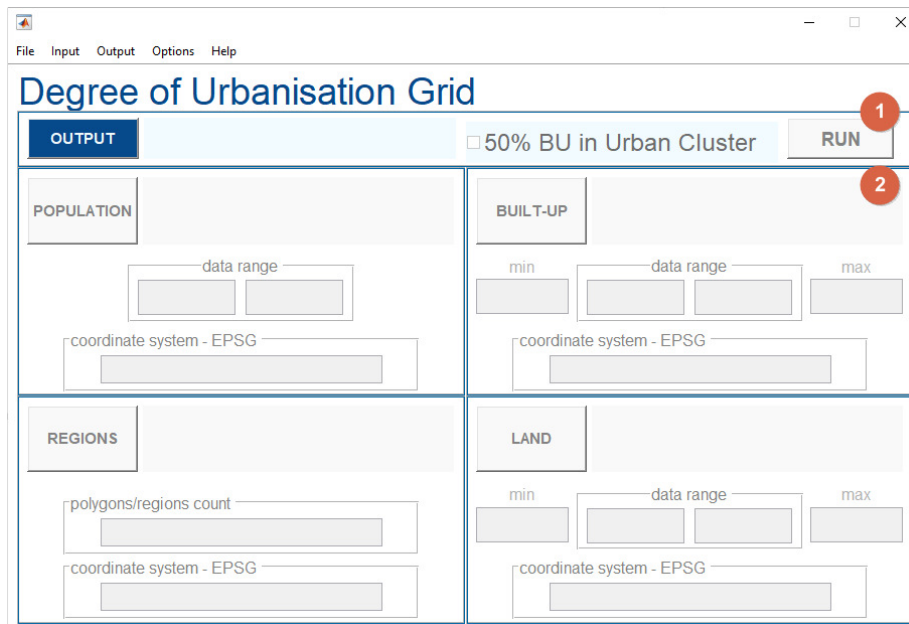 File Input Output Options Help
Degree of Urbanisation Grid
1
OUTPUT 50% BU in Urban Cluster RUN
2
POPULATION
data range
coordinate system - EPSG
BUILT-UP
min data range max
coordinate system - EPSG
REGIONS
polygons/regions count
coordinate system - EPSG
LAND
min data range max
coordinate system - EPSG